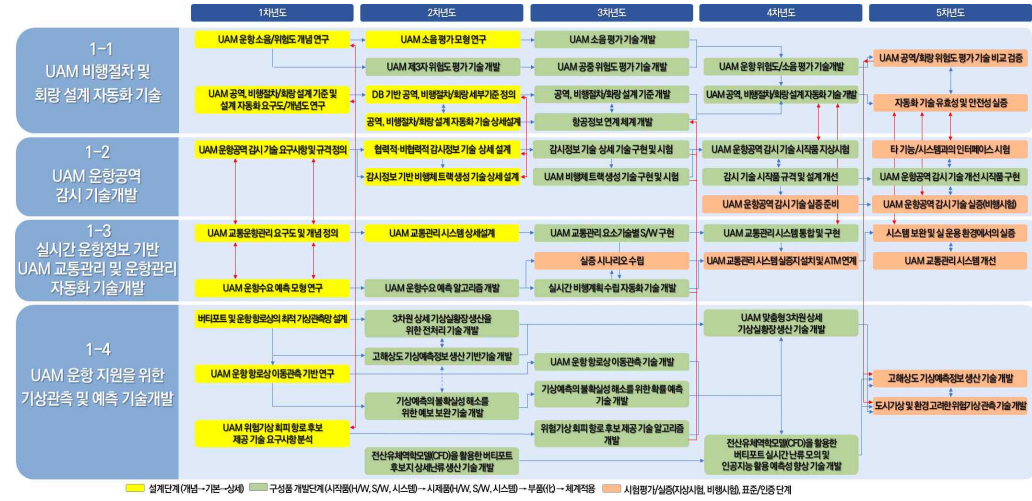 1차년도
2차년도
3차년도
4차년도
5차년도
1-1
UAM 비행절차 및
회랑 설계 자동화 기술
UAM 운항 소음/위험도 개념 연구
UAM 소음 평가 모형 연구
UAM 소음 평가 기술 개발
UAM 제3자 위험도 평가 기술 개발
UAM 공중 위험도 평가 기술 개발
UAM 운항 위험도/소음 평가 기술개발
UAM 공역/회랑 위험도 평가 기술 비교 검증
UAM 공역, 비행절차/회랑 설계 기준 및
설계 자동화 요구도/개념도 연구
DB 기반 공역, 비행절차/회랑 세부기준 정의
공역, 비행절차/회랑 설계 기준 개발
UAM 공역, 비행절차/회랑설계자동화 기술 개발
자동화 기술 유효성 및 안전성 실증
공역, 비행절차/회랑 설계 자동화 기술 상세설계
항공정보 연계 체계 개발
1-2
UAM 운항공역
감시 기술개발
UAM 운항공역 감시 기술 요구사항 및 규격 정의
협력적·비협력적 감시정보 기술 상세 설계
감시정보 기술 상세 기술 구현 및 시험
UAM 운항공역 감시 기술 시작품 지상시험
타 기능/시스템과의 인터페이스 시험
감시정보 기반 비행체 트랙 생성 기술 상세 설계
UAM 비행체 트랙 생성 기술 구현 및 시험
감시 기술 시작품 규격 및 설계 개선
UAM 운항공역 감시 기술 개선 시작품 구현
UAM 운항공역 감시 기술 실증 준비
UAM 운항공역 감시 기술 실증(비행시험)
1-3
실시간 운항정보 기반
UAM 교통관리 및 운항관리
자동화 기술개발
UAM 교통운항관리 요구도 및 개념 정의
UAM 교통관리 시스템 상세설계
UAM 교통관리 요소기술별 S/W 구현
UAM 교통관리 시스템 통합 및 구현
시스템 보완 및 실 운용 환경에서의 실증
실증 시나리오 수립
UAM 교통관리 시스템 실증지 설치 및 ATM 연계
UAM 교통관리 시스템 개선
UAM 운항수요 예측 모형 연구
UAM 운항수요 예측 알고리즘 개발
실시간 비행계획 수립 자동화 기술 개발
1-4
UAM 운항 지원을 위한
기상관측 및 예측 기술개발
버티포트 및 운항 항로상의 최적 기상관측망 설계
3차원 상세 기상실황장 생산을
위한 전처리 기술 개발
UAM 맞춤형 3차원 상세
기상실황장 생산 기술 개발
고해상도 기상예측정보 생산 기반기술 개발
UAM 운항 항로상 이동관측 기반 연구
UAM 운항 항로상 이동관측 기술 개발
고해상도 기상예측정보 생산 기술 개발
기상예측의 불확실성 해소를
위한 예보 보완 기술 개발
기상예측의 불확실성 해소를 위한 확률 예측
기술 개발
도시기상 및 환경 고려한 위험기상 관측 기술 개발
UAM 위험기상 회피 항로 후보
제공 기술 요구사항 분석
위험기상 회피 항로 후보 제공 기술 알고리즘
개발
전산유체역학모델(CFD)을 활용한 버티포트
후보지 상세난류 생산 기술 개발
전산유체역학모델(CFD)을 활용한
버티포트 실시간 난류 모의 및
인공지능 활용 예측성 향상 기술 개발
설계단계 (개념→기본→상세)
구성품 개발단계 (시작품(H/W, S/W, 시스템) → 시제품(H/W, S/W, 시스템) → 부품(化) → 체계적용
시험평가/실증(지상시험, 비행시험), 표준/인증 단계